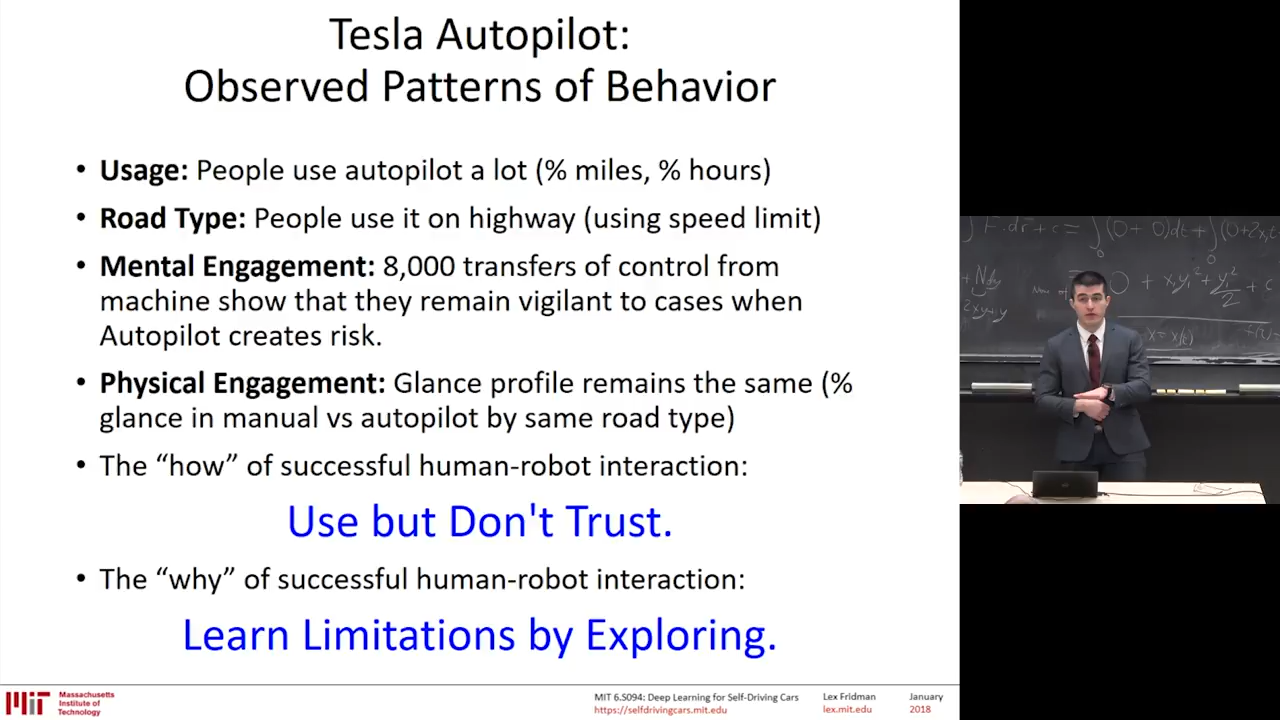 Tesla Autopilot:
Observed Patterns of Behavior
• Usage: People use autopilot a lot (% miles, % hours)
• Road Type: People use it on highway (using speed limit)
• Mental Engagement: 8,000 transfers of control from
machine show that they remain vigilant to cases when
Autopilot creates risk.
• Physical Engagement: Glance profile remains the same (%
glance in manual vs autopilot by same road type)
• The “how” of successful human-robot interaction:
Use but Don't Trust.
• The “why” of successful human-robot interaction:
Learn Limitations by Exploring.
MIT Massachusetts
Institute of
Technology
MIT 6.S094: Deep Learning for Self-Driving Cars
https://selfdrivingcars.mit.edu
Lex Fridman
lex.mit.edu
January
2018